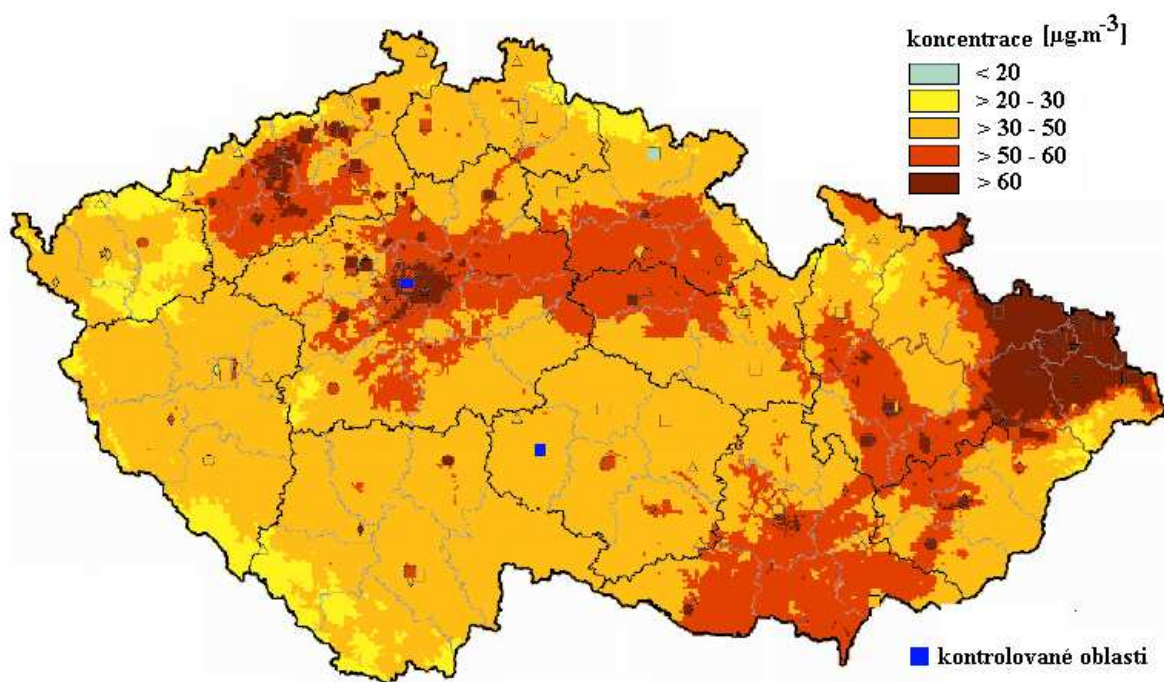 koncentrace [µg.m-3]
< 20
> 20 - 30
> 30 - 50
> 50 - 60
> 60
kontrolované oblasti